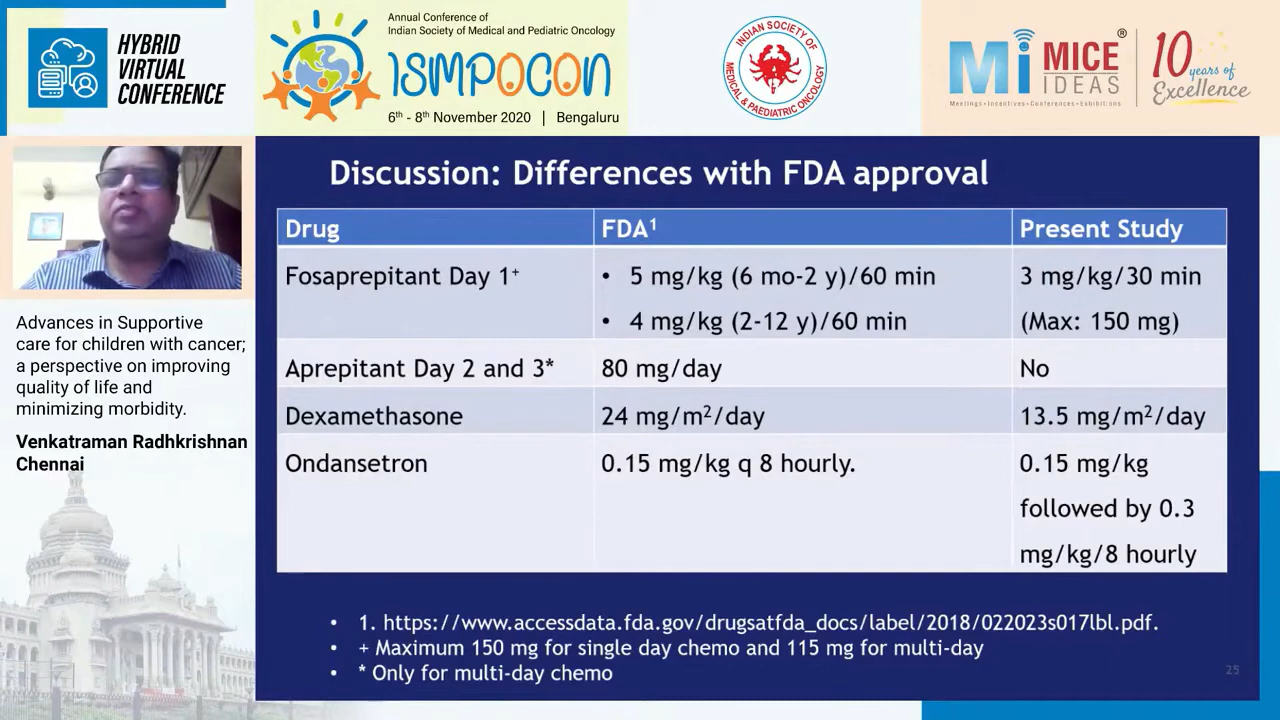 HYBRID
VIRTUAL
CONFERENCE
Annual Conference of
Indian Society of Medical and Pediatric Oncology
ISMPOCON
6th - 8th November 2020 | Bengaluru
INDIAN SOCIETY OF
MEDICAL & PAEDIATRIC ONCOLOGY
Mi MICE®
IDEAS
Meetings•Incentives•Conferences•Exhibitions
10 years of
Excellence
Advances in Supportive
care for children with cancer;
a perspective on improving
quality of life and
minimizing morbidity.
Venkatraman Radhkrishnan
Chennai
Discussion: Differences with FDA approval
Drug FDA¹ Present Study
Fosaprepitant Day 1⁺ • 5 mg/kg (6 mo-2 y)/60 min 3 mg/kg/30 min
• 4 mg/kg (2-12 y)/60 min (Max: 150 mg)
Aprepitant Day 2 and 3* 80 mg/day No
Dexamethasone 24 mg/m²/day 13.5 mg/m²/day
Ondansetron 0.15 mg/kg q 8 hourly. 0.15 mg/kg
followed by 0.3
mg/kg/8 hourly
• 1. https://www.accessdata.fda.gov/drugsatfda_docs/label/2018/022023s017lbl.pdf.
• + Maximum 150 mg for single day chemo and 115 mg for multi-day
• * Only for multi-day chemo
25